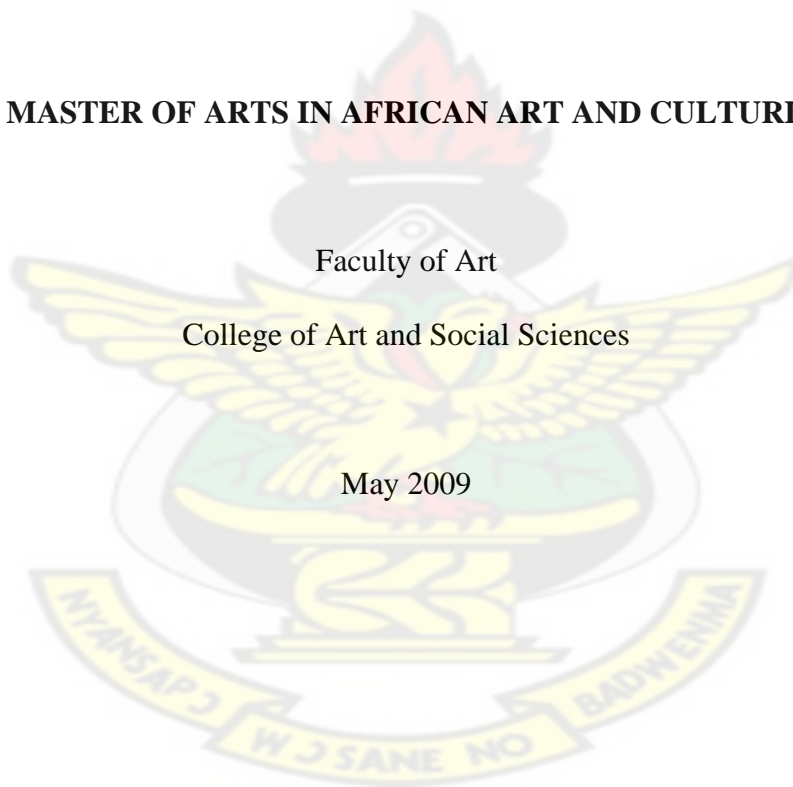 MASTER OF ARTS IN AFRICAN ART AND CULTURE
Faculty of Art
College of Art and Social Sciences
May 2009
NYANSAPƆ WƆSANE NO BADWENMA